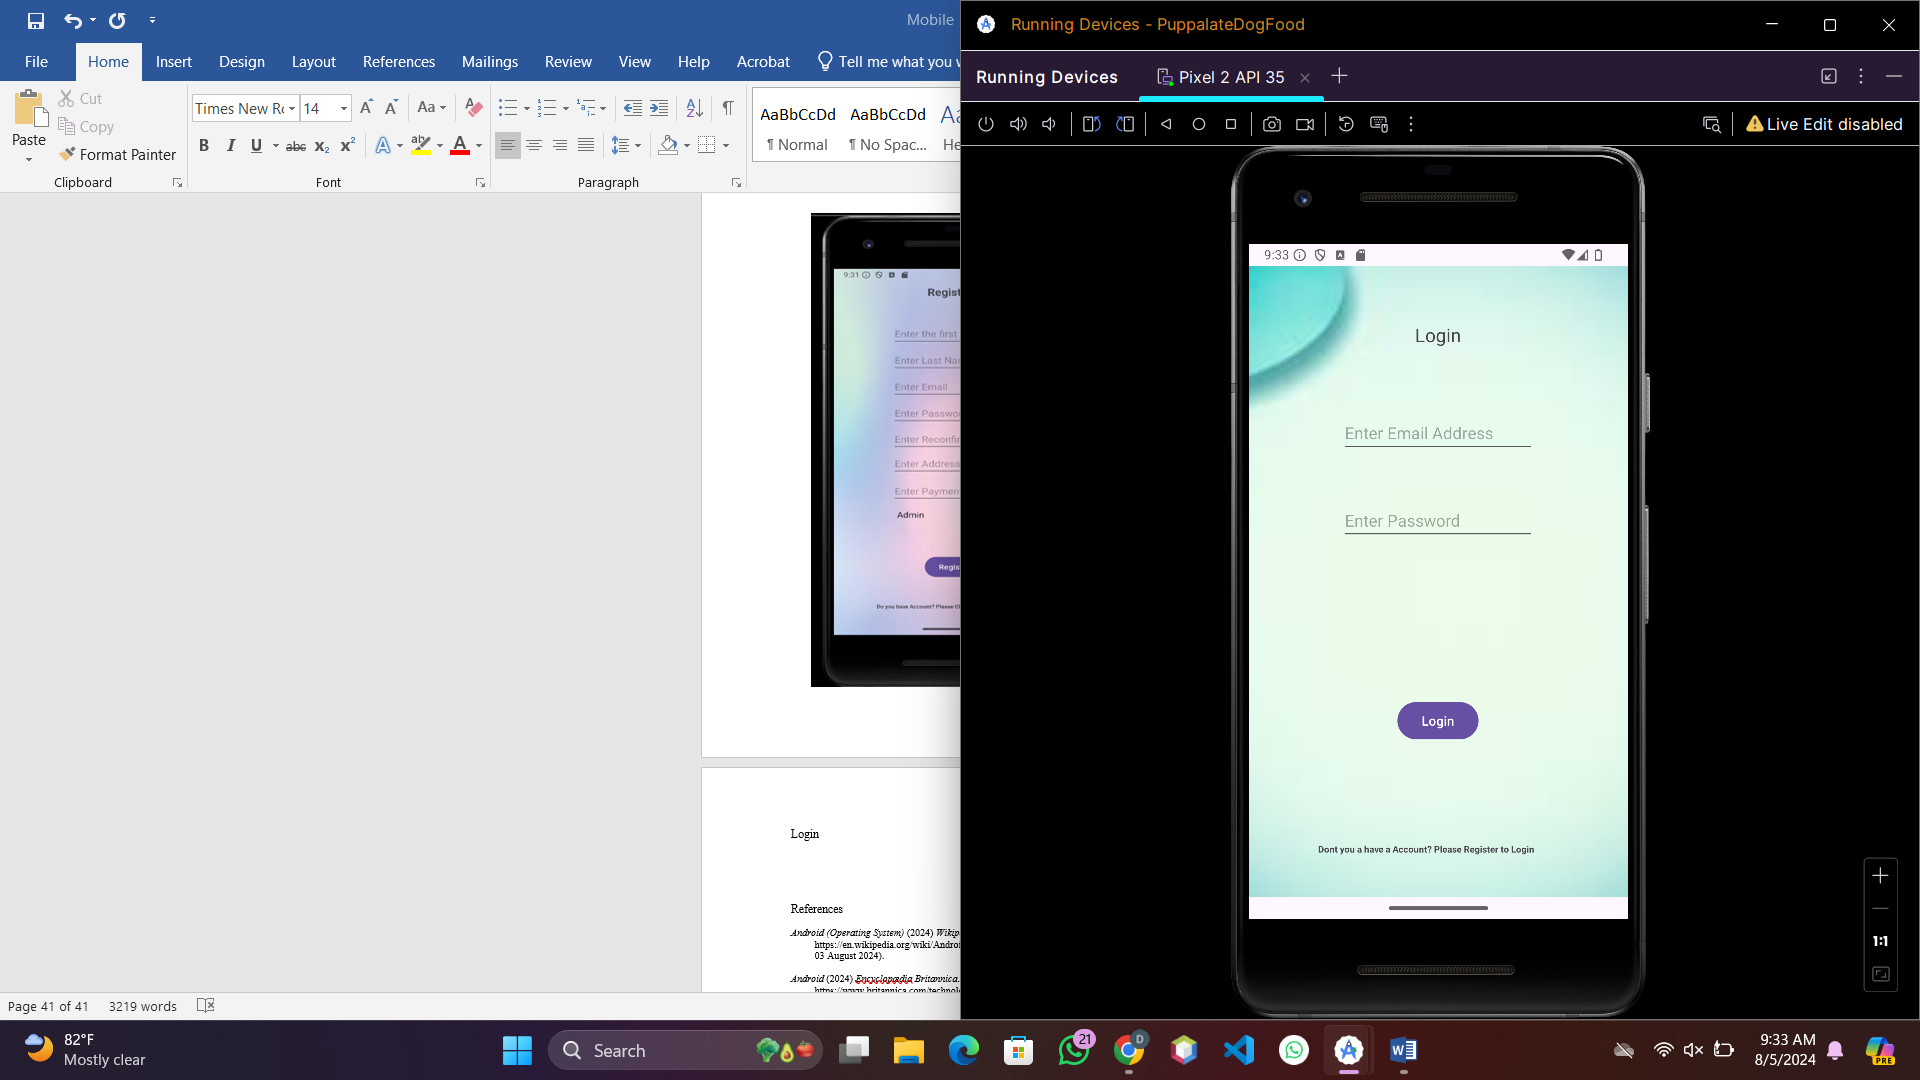 Mobile
File
Home
Insert
Design
Layout
References
Mailings
Review
View
Help
Acrobat
Tell me what you w
Paste
Cut
Copy
Format Painter
Clipboard
Times New Ro
14
Aa
B I U abc x₂ x²
Font
Paragraph
AaBbCcDd
¶ Normal
AaBbCcDd
¶ No Spac...
He
9:31
Regist
Enter the first
Enter Last Na
Enter Email
Enter Passwo
Enter Reconfir
Enter Address
Enter Paymen
Admin
Regis
Do you have Account? Please Cl
Login
References
Android (Operating System) (2024) Wikip
https://en.wikipedia.org/wiki/Androi
03 August 2024).
Android (2024) Encyclopædia Britannica.
https://www.britannica.com/technol
Page 41 of 41
3219 words
Running Devices - PuppalateDogFood
Running Devices
Pixel 2 API 35
Live Edit disabled
9:33
Login
Enter Email Address
Enter Password
Login
Dont you a have a Account? Please Register to Login
1:1
82°F
Mostly clear
Search
21
D
9:33 AM
8/5/2024
PRE